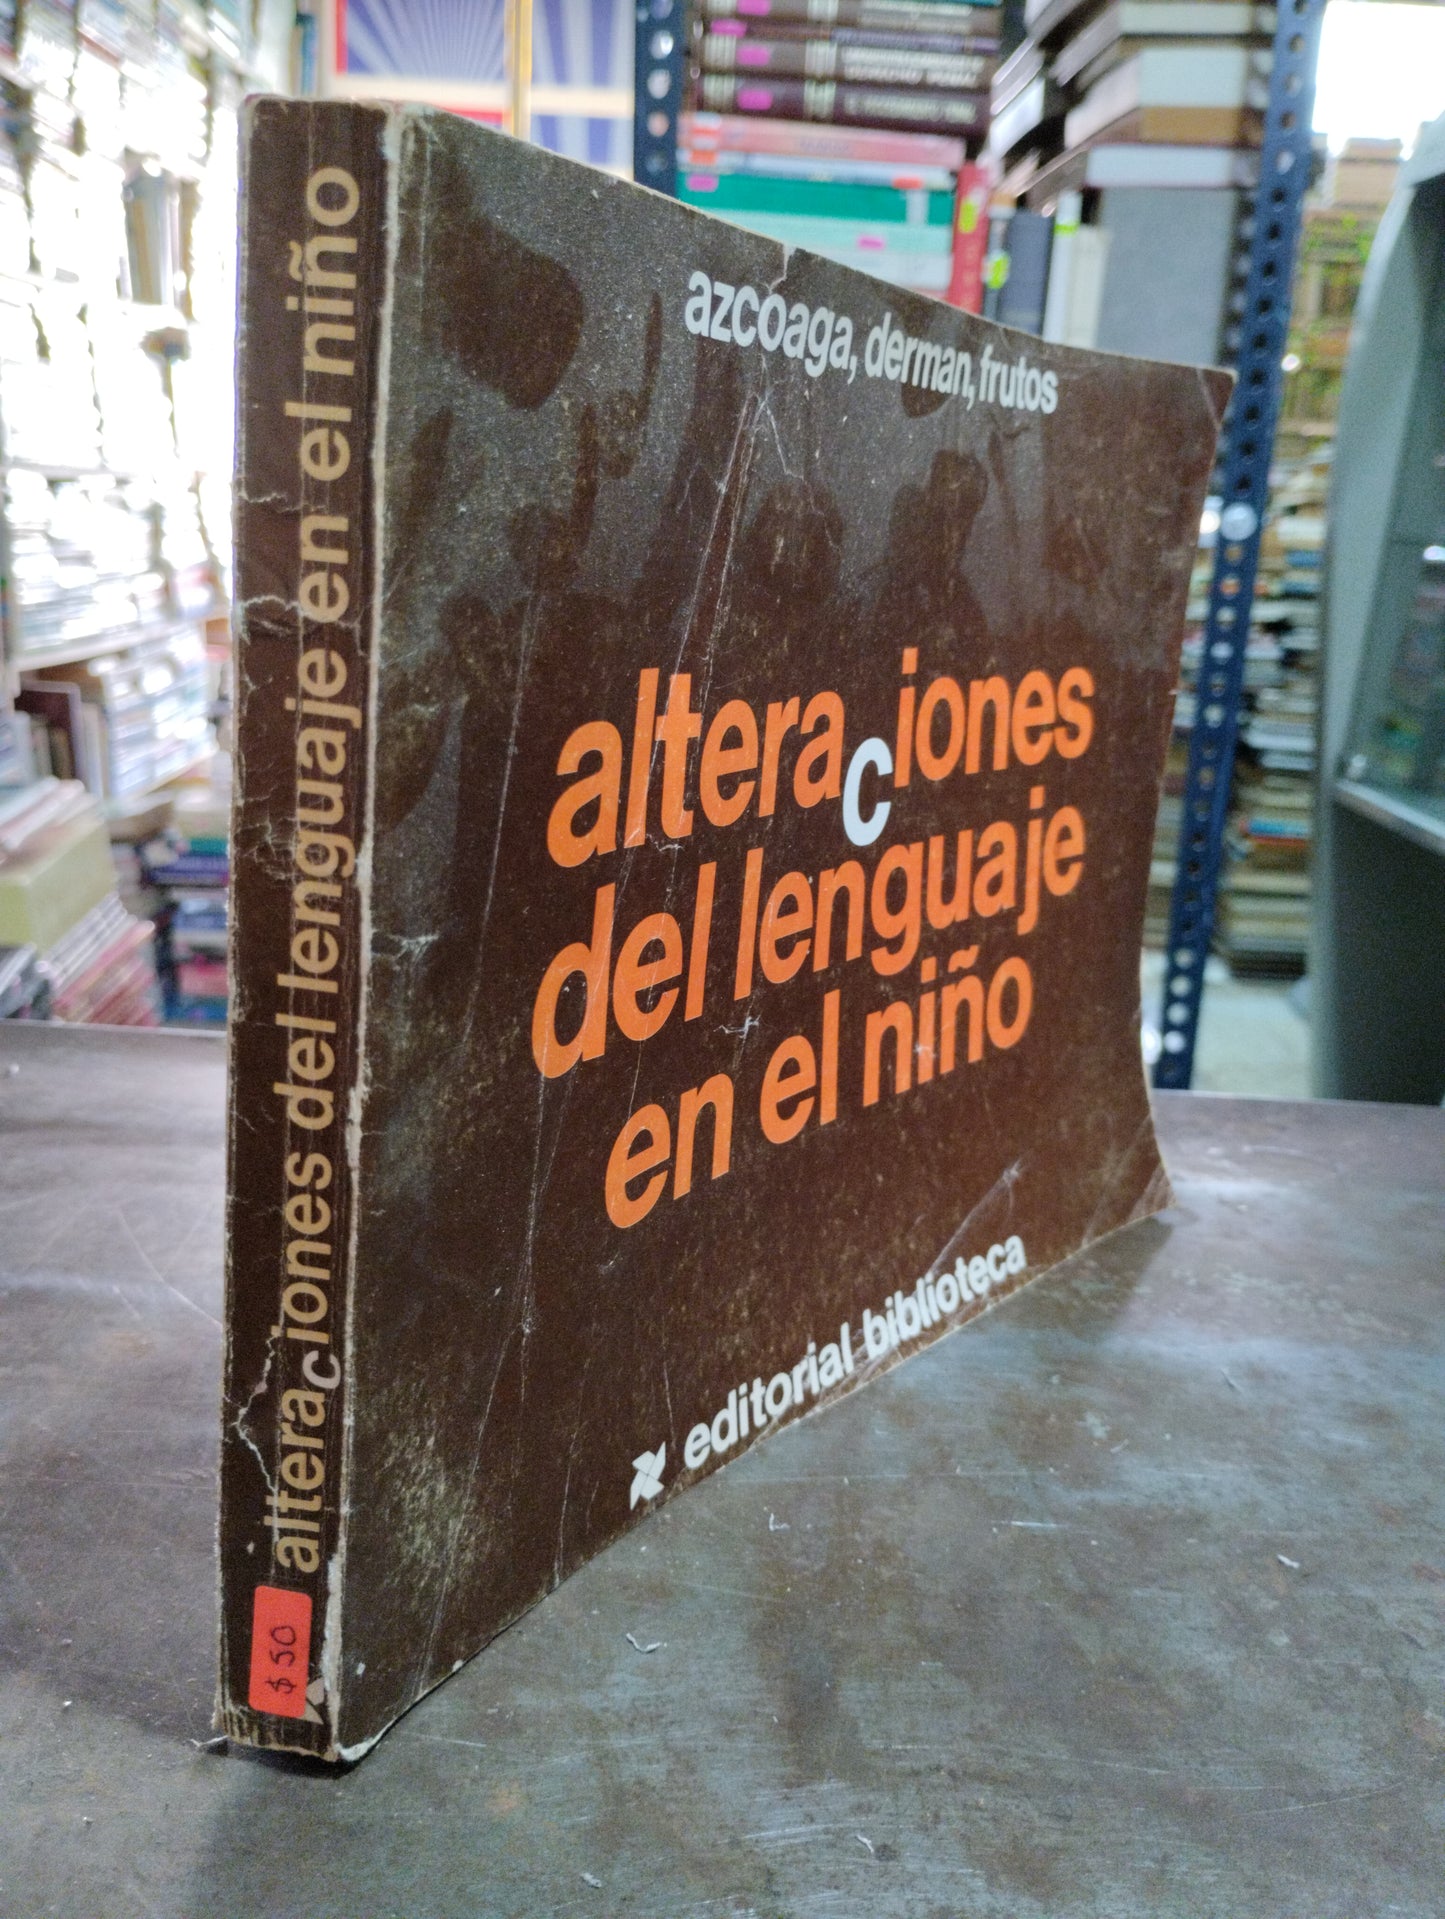 alteraciones del lenguaje en el niño
$ 50
azcoaga, derman, frutos
alteraciones
del lenguaje
en el niño
editorial biblioteca